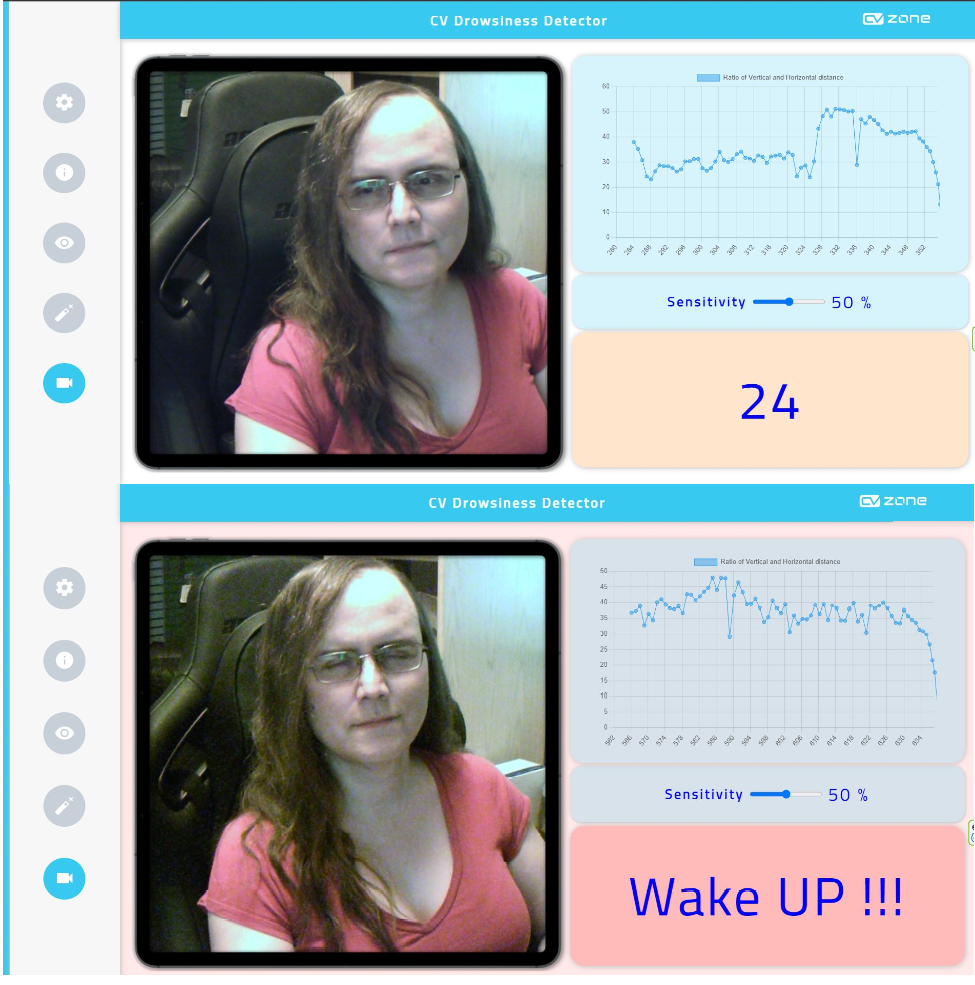 CV Drowsiness Detector
CV zone
Ratio of Vertical and Horizontal distance
60
50
40
30
20
10
0
280 284 288 292 296 300 304 308 312 316 320 324 328 332 336 340 344 348 352
Sensitivity 50 %
24
CV Drowsiness Detector
CV zone
Ratio of Vertical and Horizontal distance
50
45
40
35
30
25
20
15
10
5
0
562 566 570 574 578 582 586 590 594 598 602 606 610 614 618 622 626 630 634
Sensitivity 50 %
Wake UP !!!